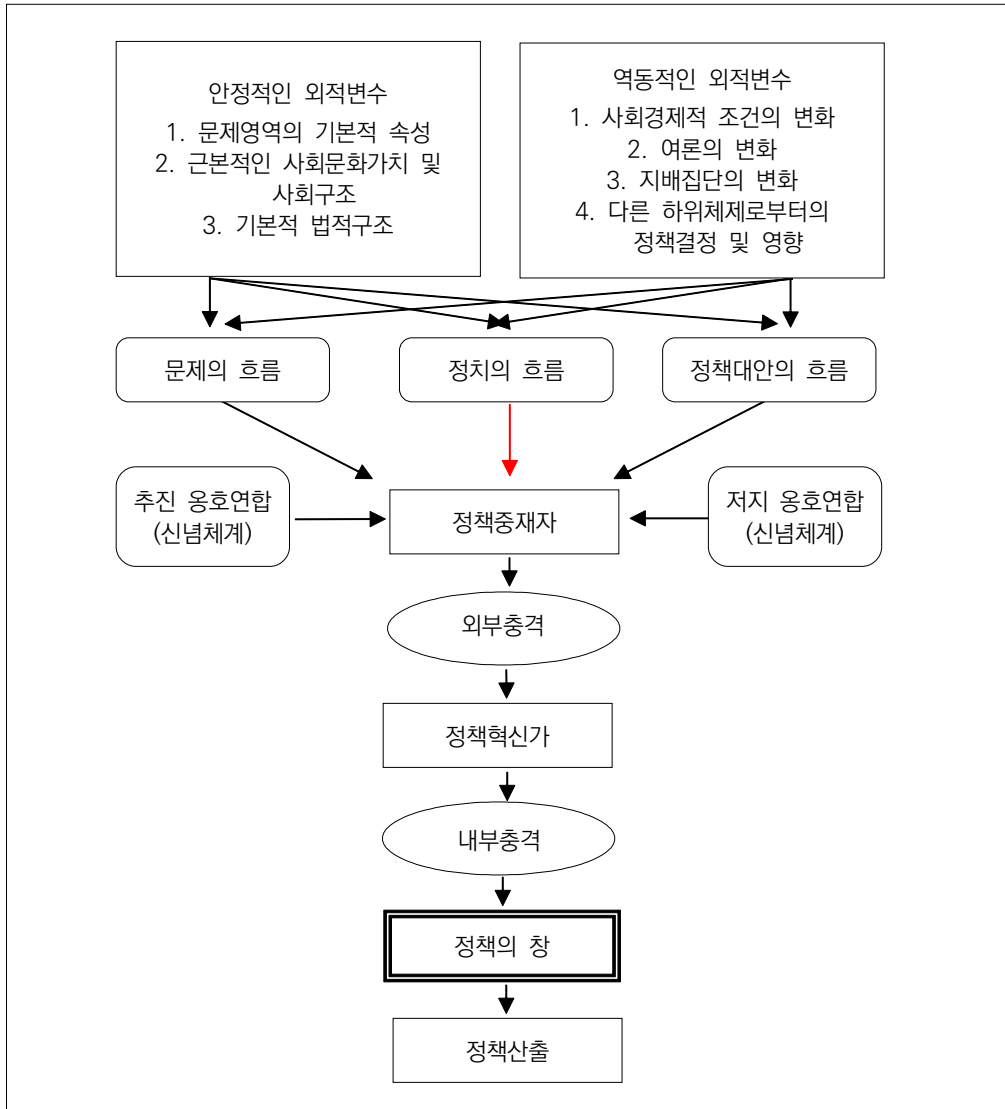 안정적인 외적변수
1. 문제영역의 기본적 속성
2. 근본적인 사회문화가치 및
사회구조
3. 기본적 법적구조
역동적인 외적변수
1. 사회경제적 조건의 변화
2. 여론의 변화
3. 지배집단의 변화
4. 다른 하위체제로부터의
정책결정 및 영향
문제의 흐름
정치의 흐름
정책대안의 흐름
추진 옹호연합
(신념체계)
정책중재자
저지 옹호연합
(신념체계)
외부충격
정책혁신가
내부충격
정책의 창
정책산출